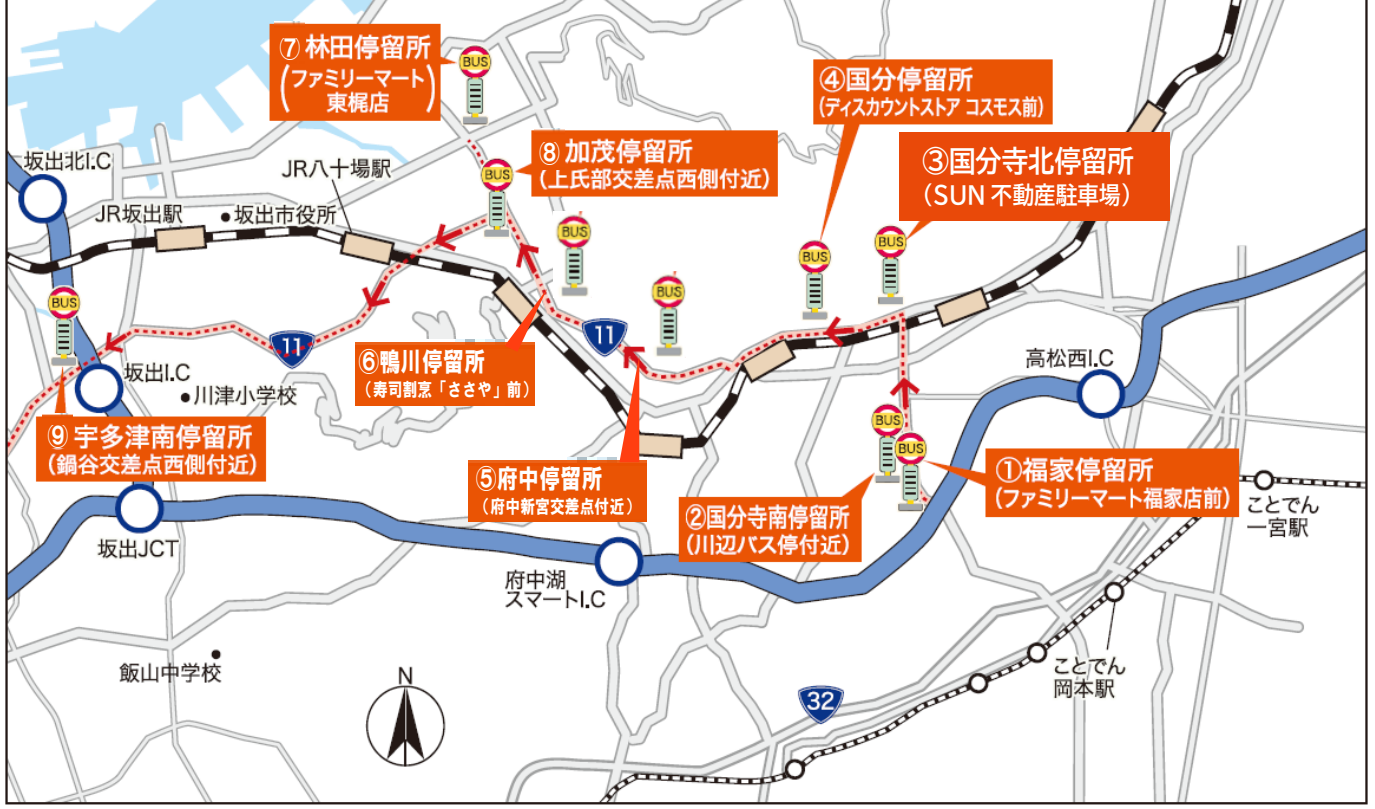 ⑦ 林田停留所
(ファミリーマート
東梶店)
BUS
④国分停留所
(ディスカウントストア コスモス前)
⑧ 加茂停留所
(上氏部交差点西側付近)
BUS
③国分寺北停留所
(SUN 不動産駐車場)
坂出北I.C
JR八十場駅
JR坂出駅
坂出市役所
BUS
BUS
BUS
BUS
BUS
11
11
⑥鴨川停留所
(寿司割烹「ささや」前)
高松西I.C
坂出I.C
川津小学校
BUS
BUS
⑨ 宇多津南停留所
(鍋谷交差点西側付近)
⑤府中停留所
(府中新宮交差点付近)
①福家停留所
(ファミリーマート福家店前)
②国分寺南停留所
(川辺バス停付近)
ことでん
一宮駅
坂出JCT
府中湖
スマートI.C
飯山中学校
N
32
ことでん
岡本駅